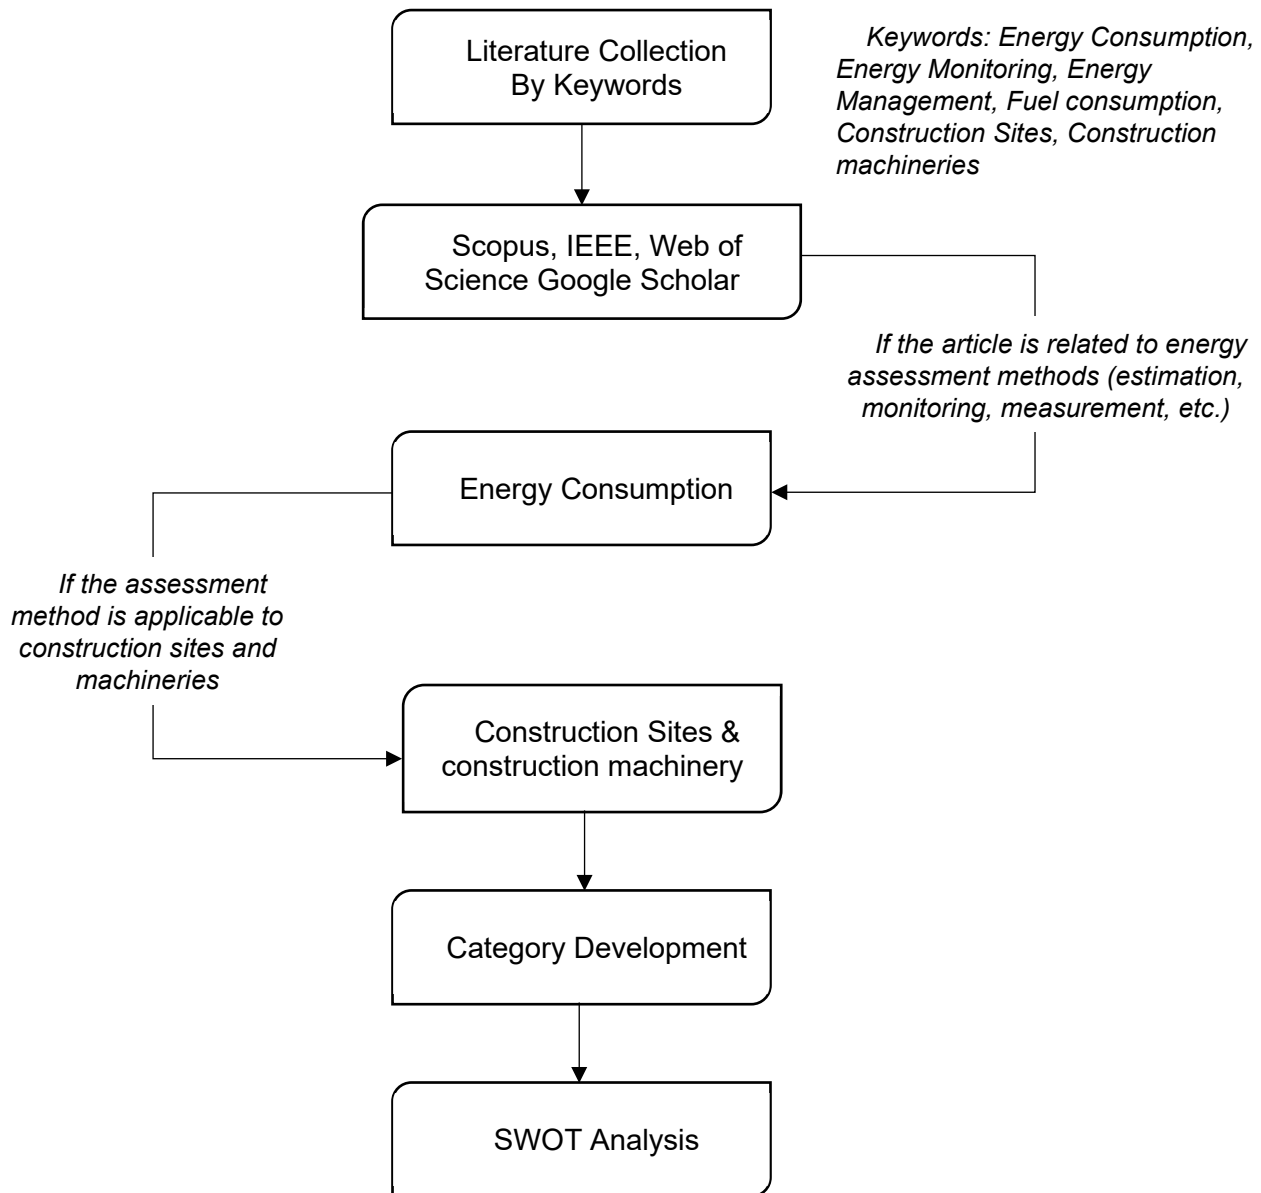 Literature Collection
By Keywords
Keywords: Energy Consumption,
Energy Monitoring, Energy
Management, Fuel consumption,
Construction Sites, Construction
machineries
Scopus, IEEE, Web of
Science Google Scholar
If the article is related to energy
assessment methods (estimation,
monitoring, measurement, etc.)
Energy Consumption
If the assessment
method is applicable to
construction sites and
machineries
Construction Sites &
construction machinery
Category Development
SWOT Analysis